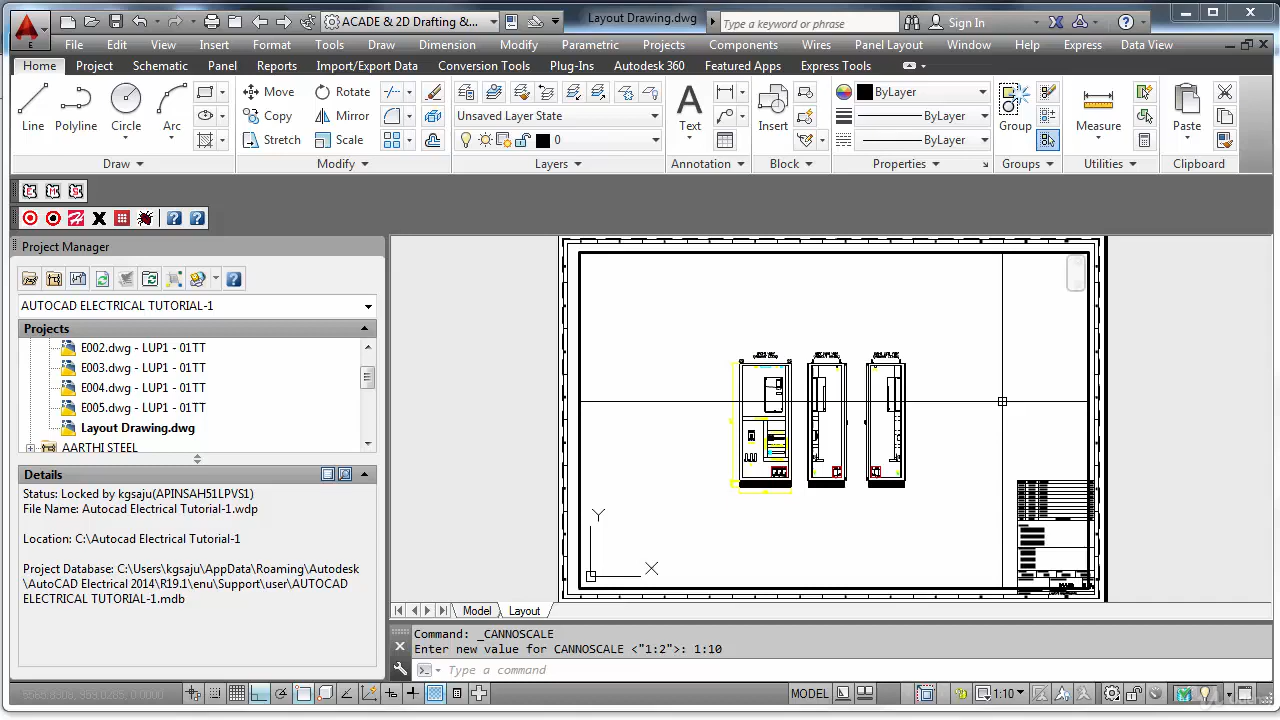 ACADE & 2D Drafting &...
Layout Drawing.dwg
Type a keyword or phrase
Sign In
File Edit View Insert Format Tools Draw Dimension Modify Parametric Projects Components Wires Panel Layout Window Help Express Data View
Home Project Schematic Panel Reports Import/Export Data Conversion Tools Plug-Ins Autodesk 360 Featured Apps Express Tools
Line
Polyline
Circle
Arc
Draw
Move
Rotate
Copy
Mirror
Stretch
Scale
Modify
Unsaved Layer State
0
Layers
Text
Annotation
Insert
Block
ByLayer
ByLayer
ByLayer
Properties
Group
Groups
Measure
Utilities
Paste
Clipboard
Project Manager
AUTOCAD ELECTRICAL TUTORIAL-1
Projects
E002.dwg - LUP1 - 01TT
E003.dwg - LUP1 - 01TT
E004.dwg - LUP1 - 01TT
E005.dwg - LUP1 - 01TT
Layout Drawing.dwg
AARTHI STEEL
Details
Status: Locked by kgsaju(APINSAH51LPVS1)
File Name: Autocad Electrical Tutorial-1.wdp
Location: C:\Autocad Electrical Tutorial-1
Project Database: C:\Users\kgsaju\AppData\Roaming\Autodesk
\AutoCAD Electrical 2014\R19.1\enu\Support\user\AUTOCAD
ELECTRICAL TUTORIAL-1.mdb
Y
X
Model Layout
Command: _CANNOSCALE
Enter new value for CANNOSCALE <"1:2">: 1:10
Type a command
MODEL
1:10